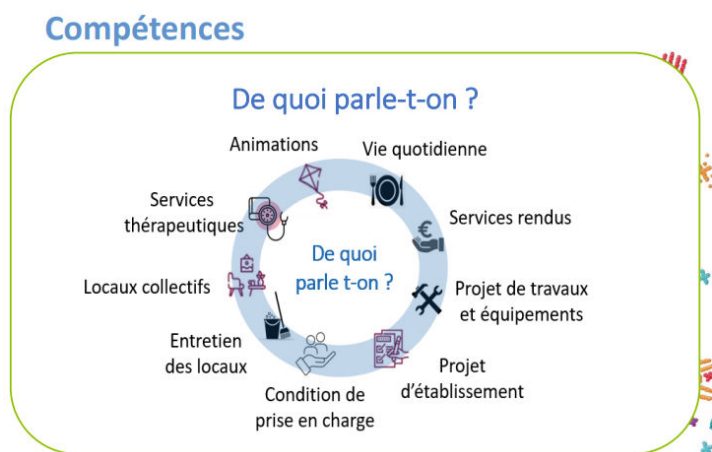 Compétences
De quoi parle-t-on ?
Animations
Vie quotidienne
Services
thérapeutiques
Services rendus
De quoi
parle t-on ?
Locaux collectifs
Projet de travaux
et équipements
Entretien
des locaux
Projet
d'établissement
Condition de
prise en charge
€